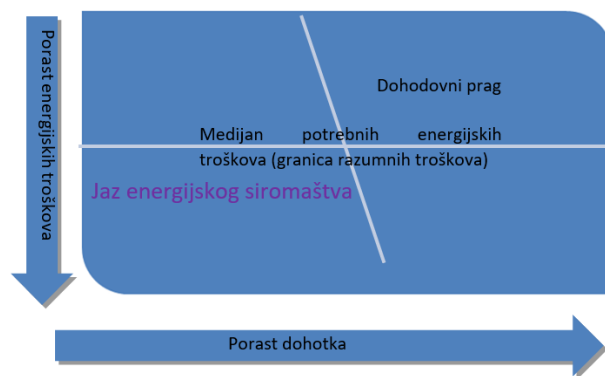 Porast energijskih
troškova
Dohodovni prag
Medijan potrebnih energijskih
troškova (granica razumnih troškova)
Jaz energijskog siromaštva
Porast dohotka